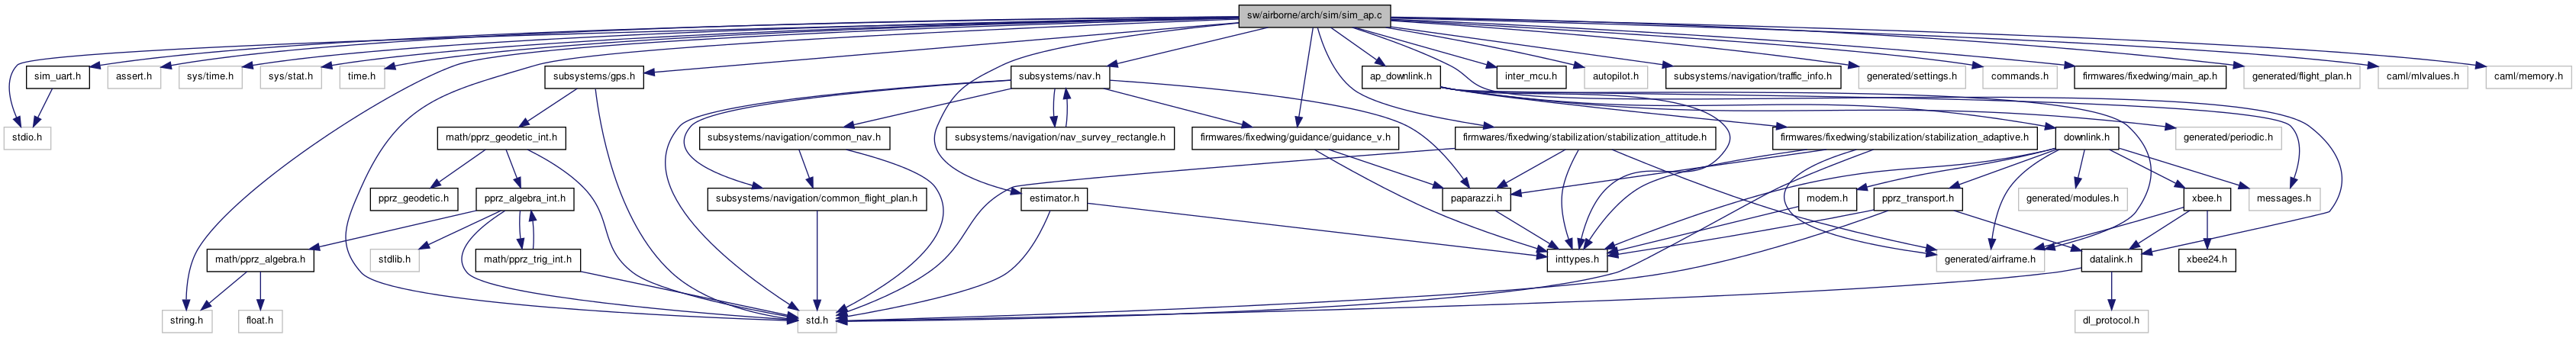 sw/airborne/arch/sim/sim_ap.c
sim_uart.h
assert.h
sys/time.h
sys/stat.h
time.h
subsystems/gps.h
subsystems/nav.h
ap_downlink.h
inter_mcu.h
autopilot.h
subsystems/navigation/traffic_info.h
generated/settings.h
commands.h
firmwares/fixedwing/main_ap.h
generated/flight_plan.h
caml/mlvalues.h
caml/memory.h
stdio.h
math/pprz_geodetic_int.h
subsystems/navigation/common_nav.h
subsystems/navigation/nav_survey_rectangle.h
firmwares/fixedwing/guidance/guidance_v.h
firmwares/fixedwing/stabilization/stabilization_attitude.h
firmwares/fixedwing/stabilization/stabilization_adaptive.h
downlink.h
generated/periodic.h
pprz_geodetic.h
pprz_algebra_int.h
subsystems/navigation/common_flight_plan.h
estimator.h
paparazzi.h
modem.h
pprz_transport.h
generated/modules.h
xbee.h
messages.h
math/pprz_algebra.h
stdlib.h
math/pprz_trig_int.h
inttypes.h
generated/airframe.h
datalink.h
xbee24.h
string.h
float.h
std.h
dl_protocol.h